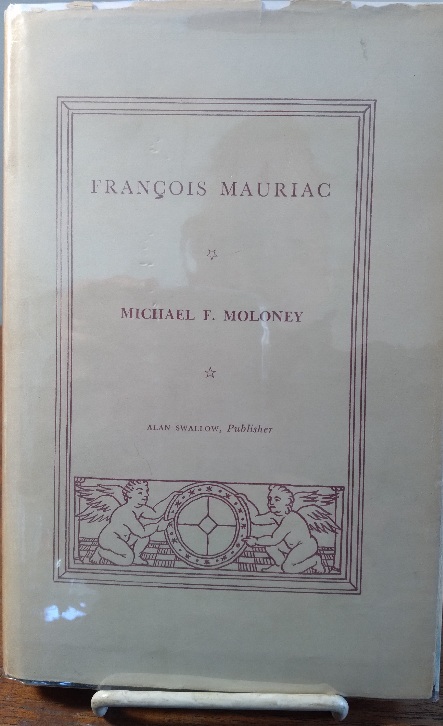 FRANÇOIS MAURIAC
MICHAEL F. MOLONEY
ALAN SWALLOW, Publisher